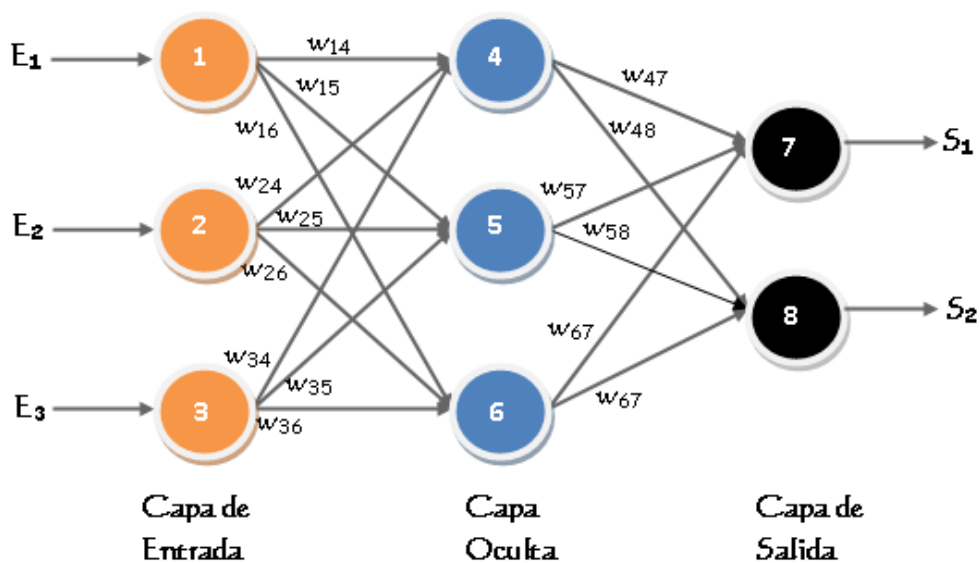 E₁
1
w₁₄
w₁₅
w₁₆
4
w₄₇
w₄₈
7
S₁
E₂
2
w₂₄
w₂₅
w₂₆
5
w₅₇
w₅₈
8
S₂
E₃
3
w₃₄
w₃₅
w₃₆
6
w₆₇
w₆₇
Capa de
Entrada
Capa
Oculta
Capa de
Salida